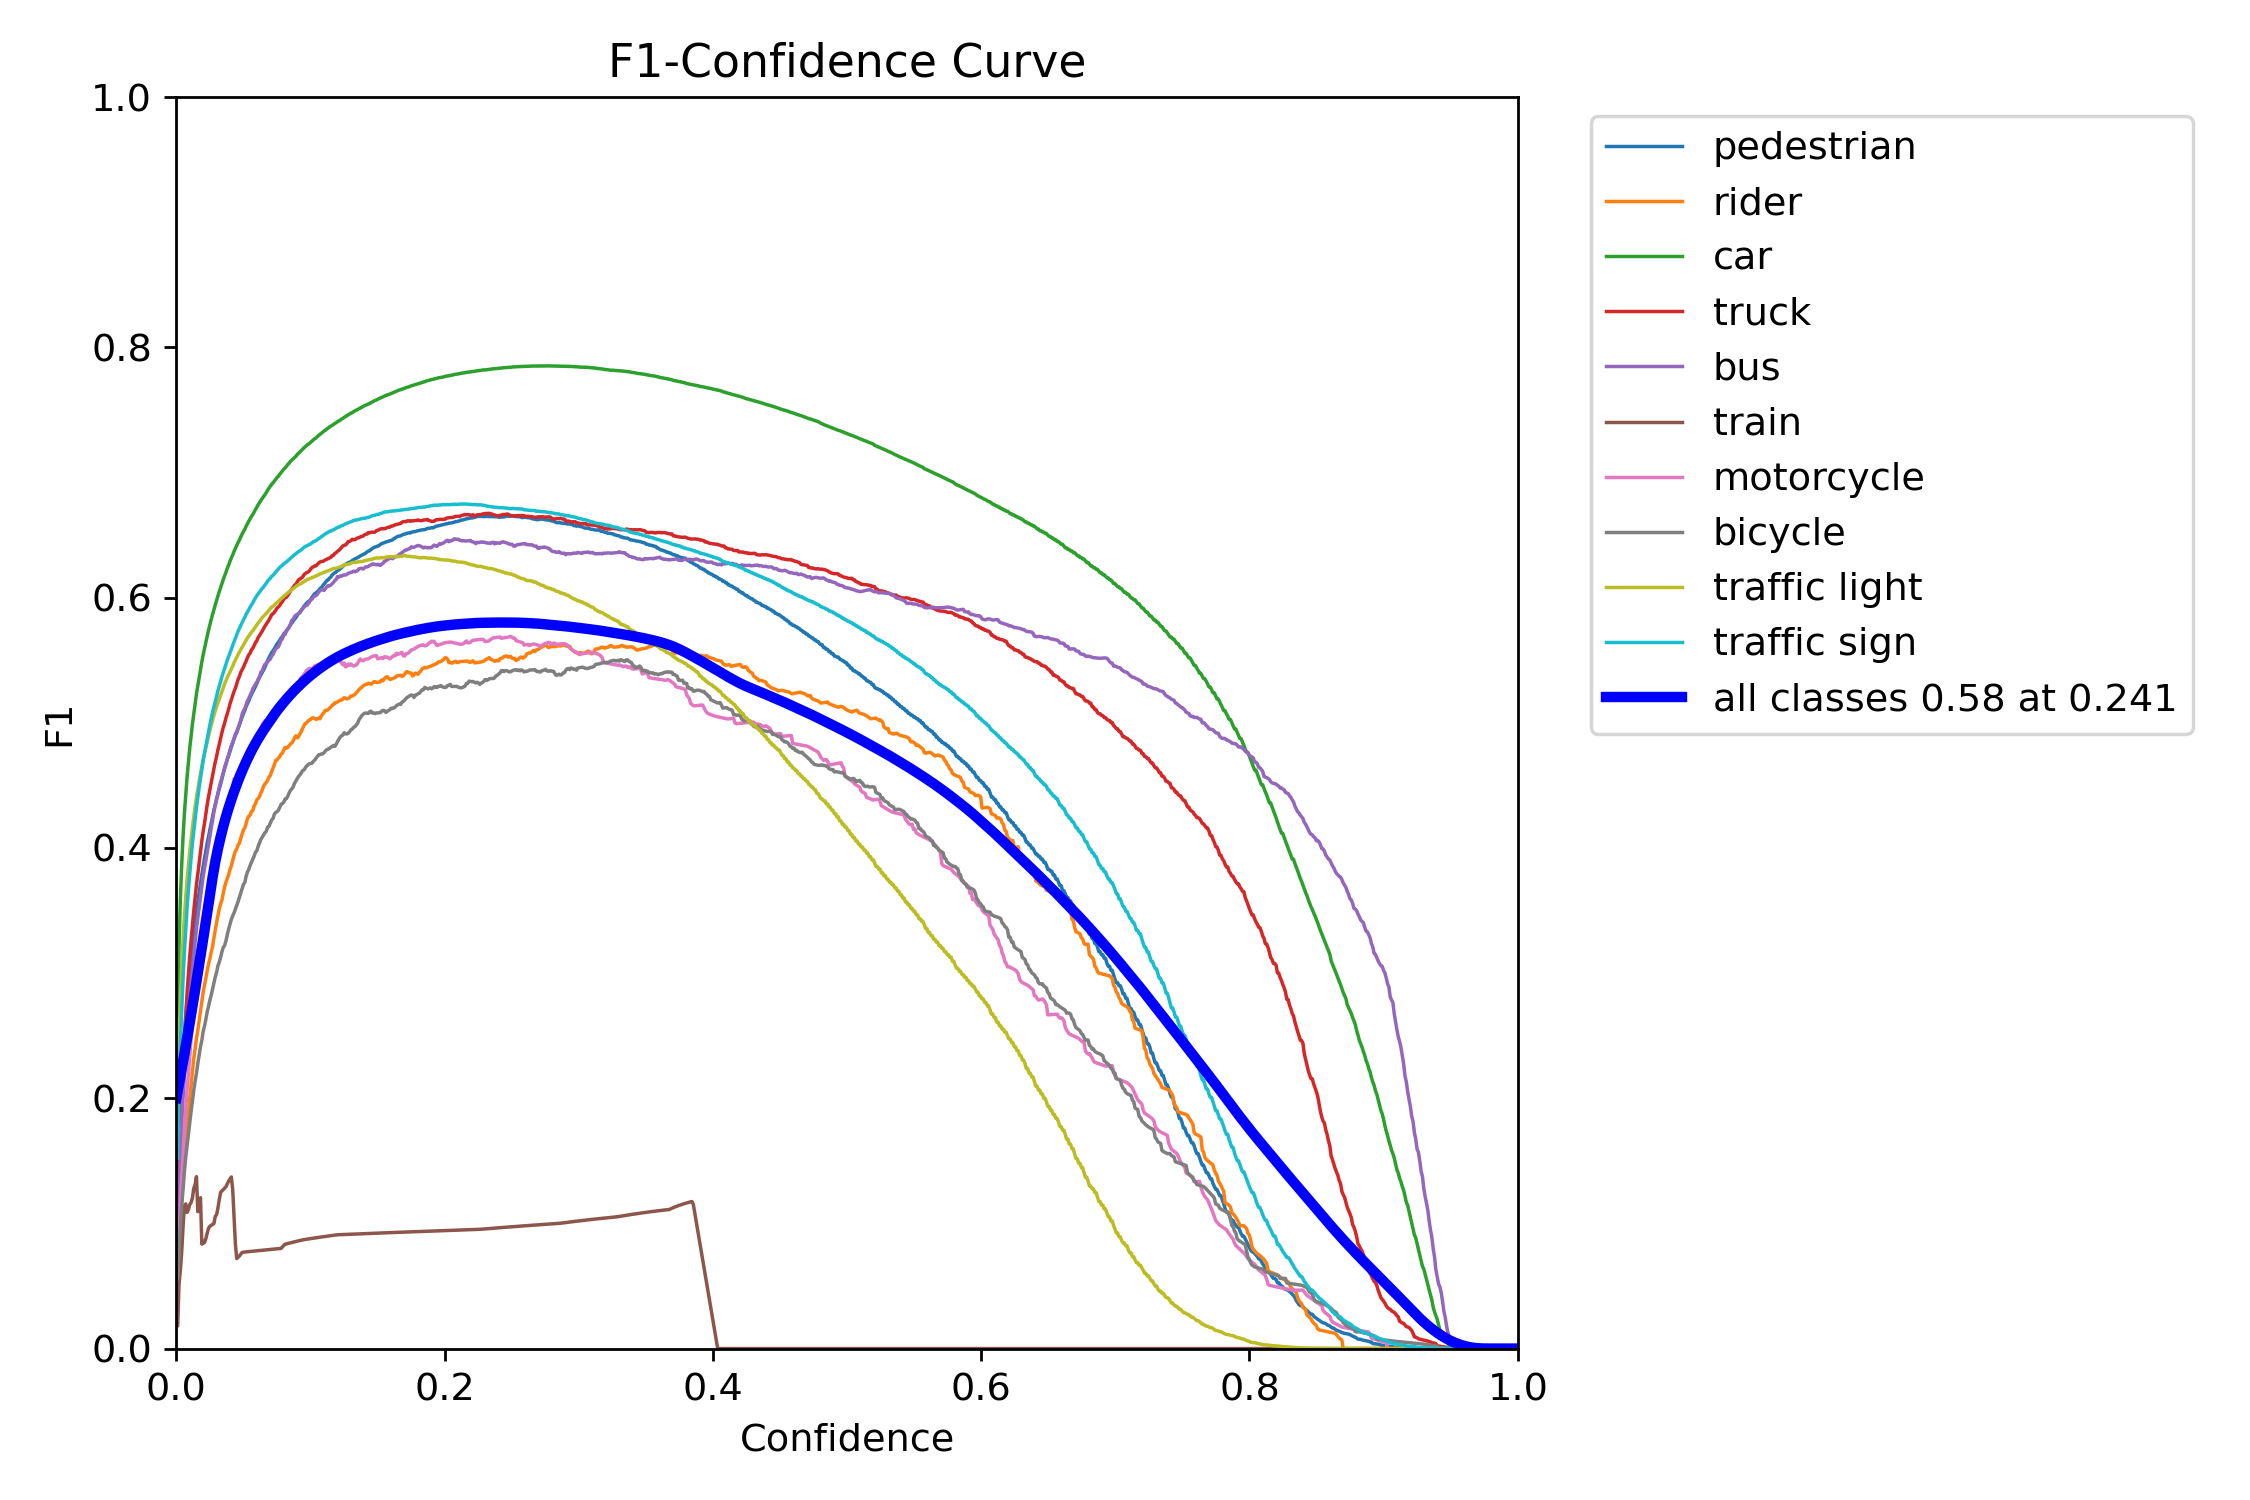 F1-Confidence Curve
1.0
0.8
0.6
0.4
0.2
0.0
F1
0.0 0.2 0.4 0.6 0.8 1.0
Confidence
pedestrian
rider
car
truck
bus
train
motorcycle
bicycle
traffic light
traffic sign
all classes 0.58 at 0.241